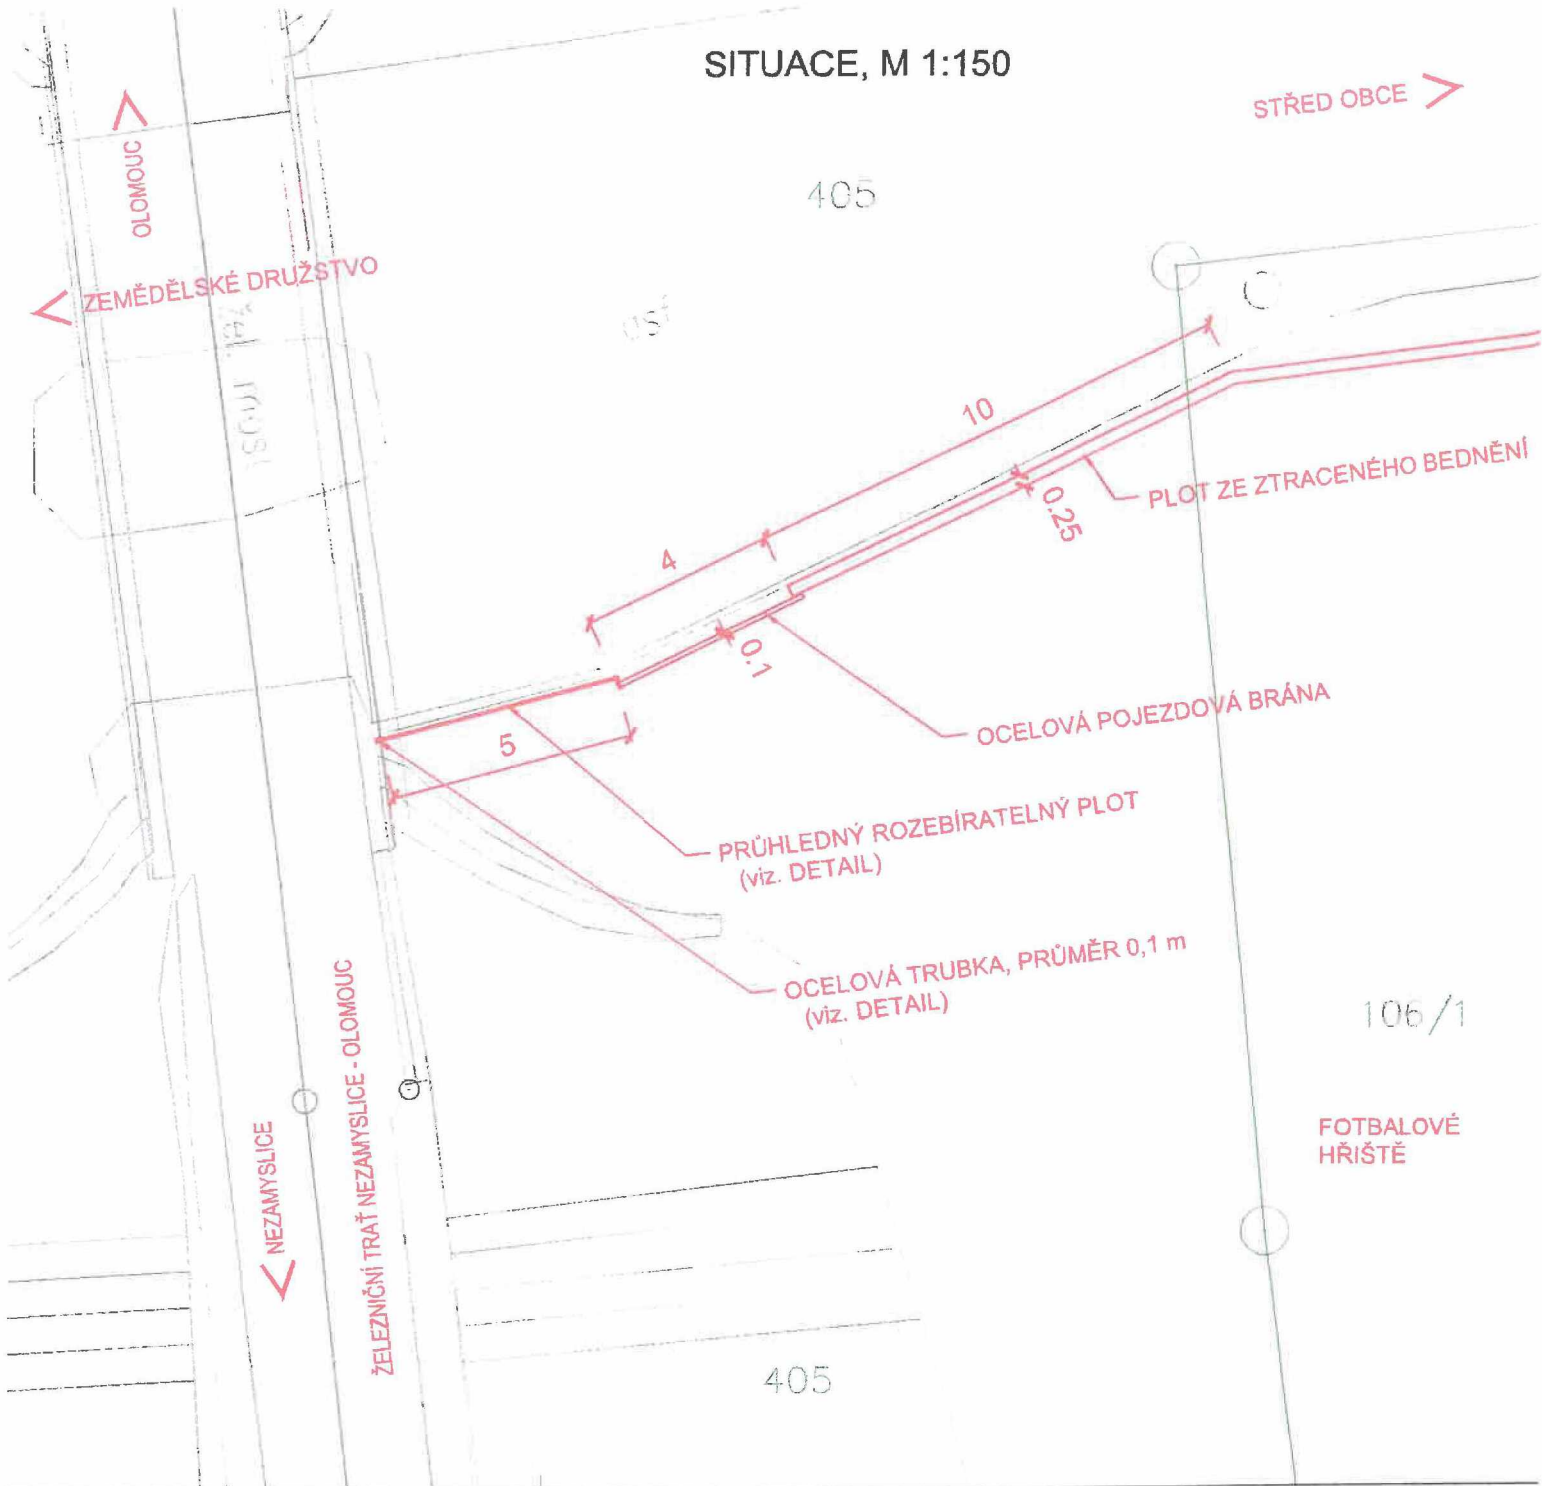 SITUACE, M 1:150
STŘED OBCE
OLOMOUC
405
ZEMĚDĚLSKÉ DRUŽSTVO
žel. most
10
PLOT ZE ZTRACENÉHO BEDNĚNÍ
0.25
4
0.1
OCELOVÁ POJEZDOVÁ BRÁNA
5
PRŮHLEDNÝ ROZEBÍRATELNÝ PLOT
(viz. DETAIL)
OCELOVÁ TRUBKA, PRŮMĚR 0,1 m
(viz. DETAIL)
106/1
ŽELEZNIČNÍ TRAŤ NEZAMYSLICE - OLOMOUC
NEZAMYSLICE
FOTBALOVÉ
HŘIŠTĚ
405